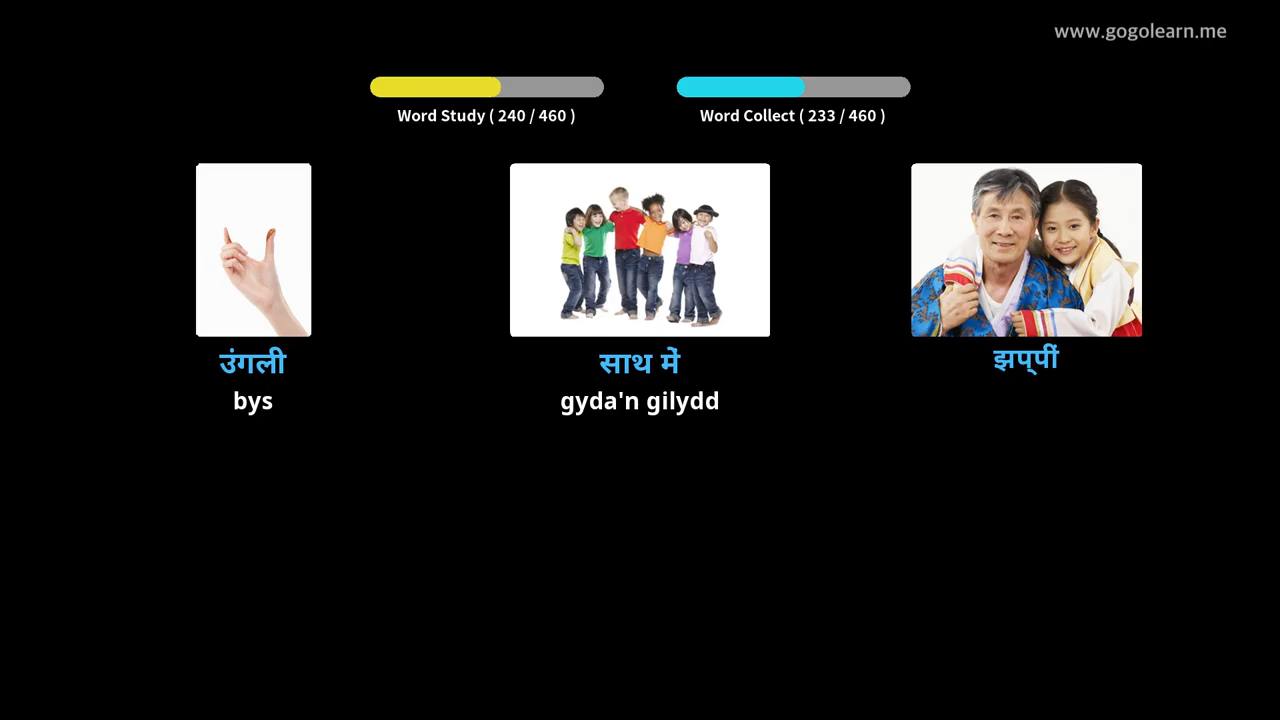 www.gogolearn.me
Word Study ( 240 / 460 )
Word Collect ( 233 / 460 )
उंगली
साथ में
झप्पीं
bys
gyda'n gilydd